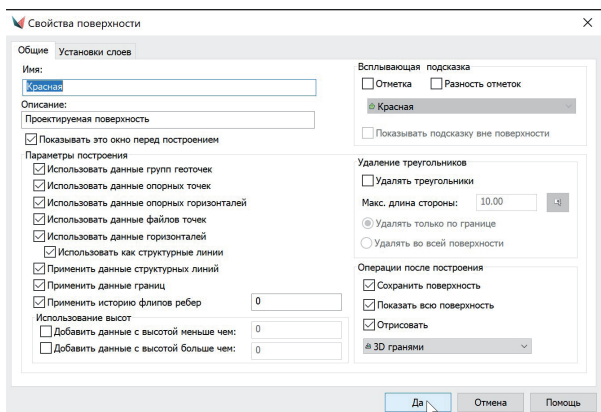 Свойства поверхности
Общие
Установки слоев
Имя:
Красная
Описание:
Проектируемая поверхность
Показывать это окно перед построением
Параметры построения
Использовать данные групп геоточек
Использовать данные опорных точек
Использовать данные опорных горизонталей
Использовать данные файлов точек
Использовать данные горизонталей
Использовать как структурные линии
Применить данные структурных линий
Применить данные границ
Применить историю флипов ребер 0
Использование высот
Добавить данные с высотой меньше чем: 0
Добавить данные с высотой больше чем: 0
Всплывающая подсказка
Отметка Разность отметок
Красная
Показывать подсказку вне поверхности
Удаление треугольников
Удалять треугольники
Макс. длина стороны: 10.00
Удалять только по границе
Удалять во всей поверхности
Операции после построения
Сохранить поверхность
Показать всю поверхность
Отрисовать
3D гранями
Да Отмена Помощь